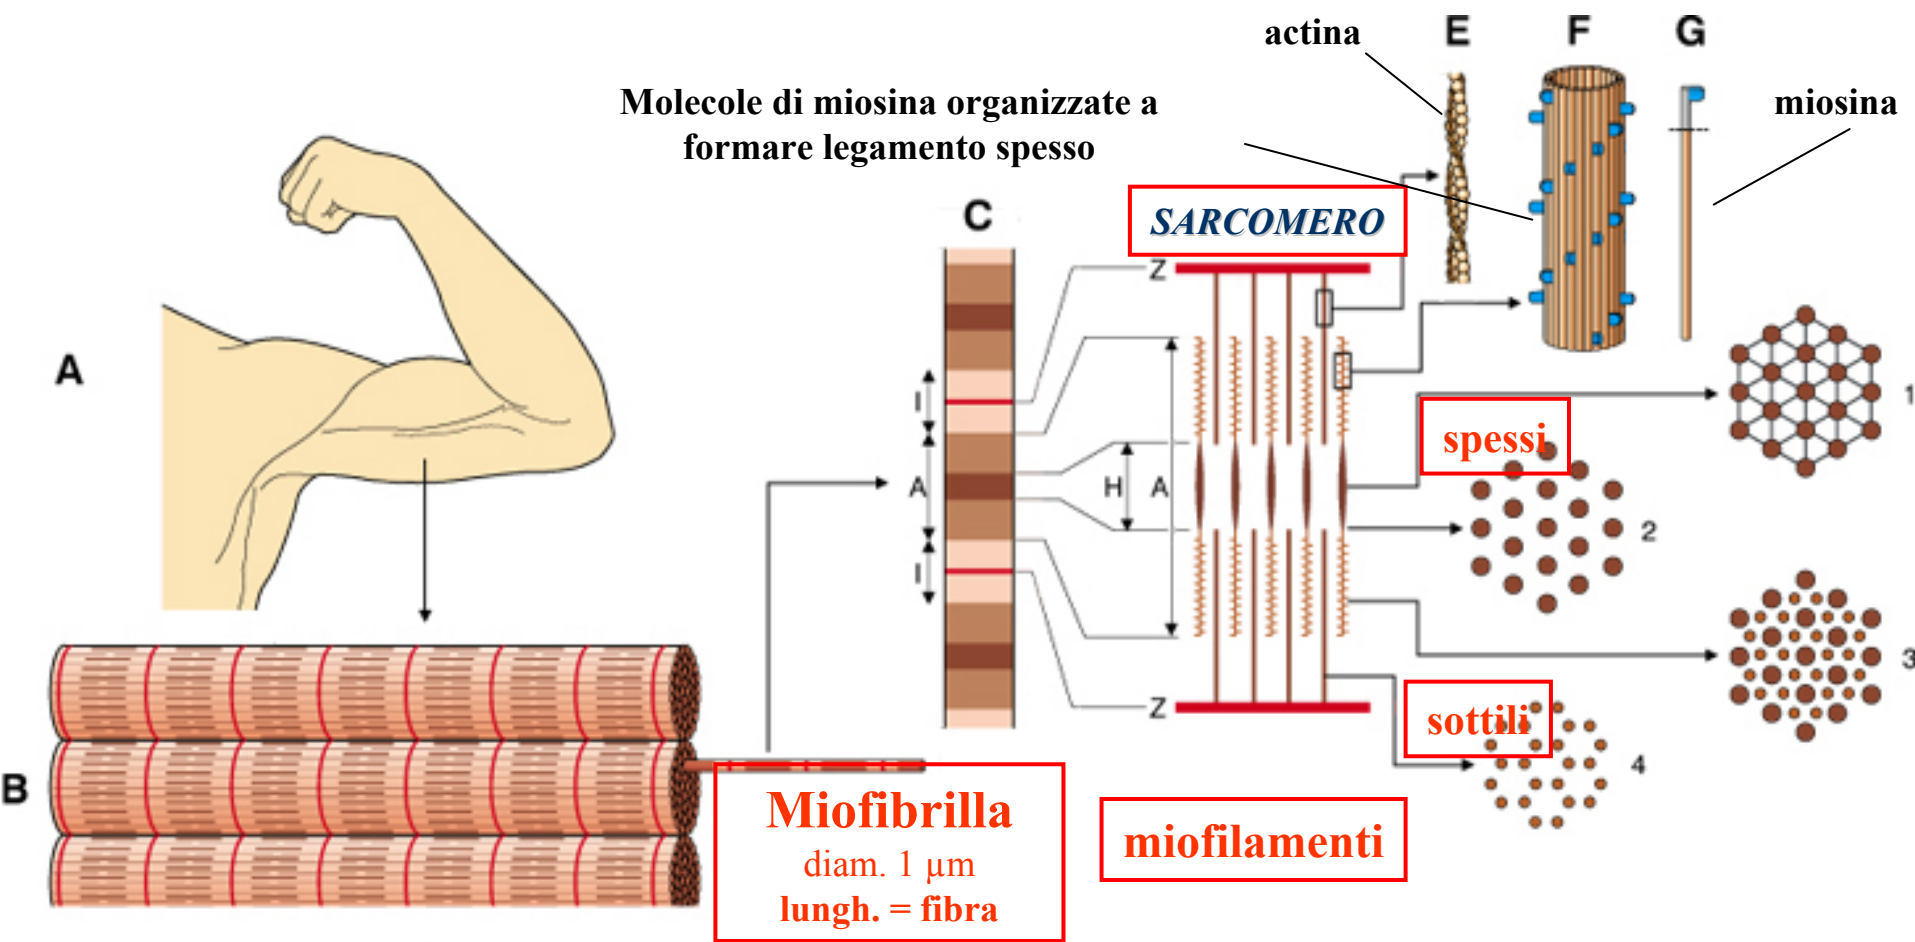 actina
E
F
G
Molecole di miosina organizzate a
formare legamento spesso
miosina
C
SARCOMERO
Z
A
I
1
spessi
A
H
A
2
I
3
Z
sottili
4
B
Miofibrilla
diam. 1 µm
lungh. = fibra
miofilamenti